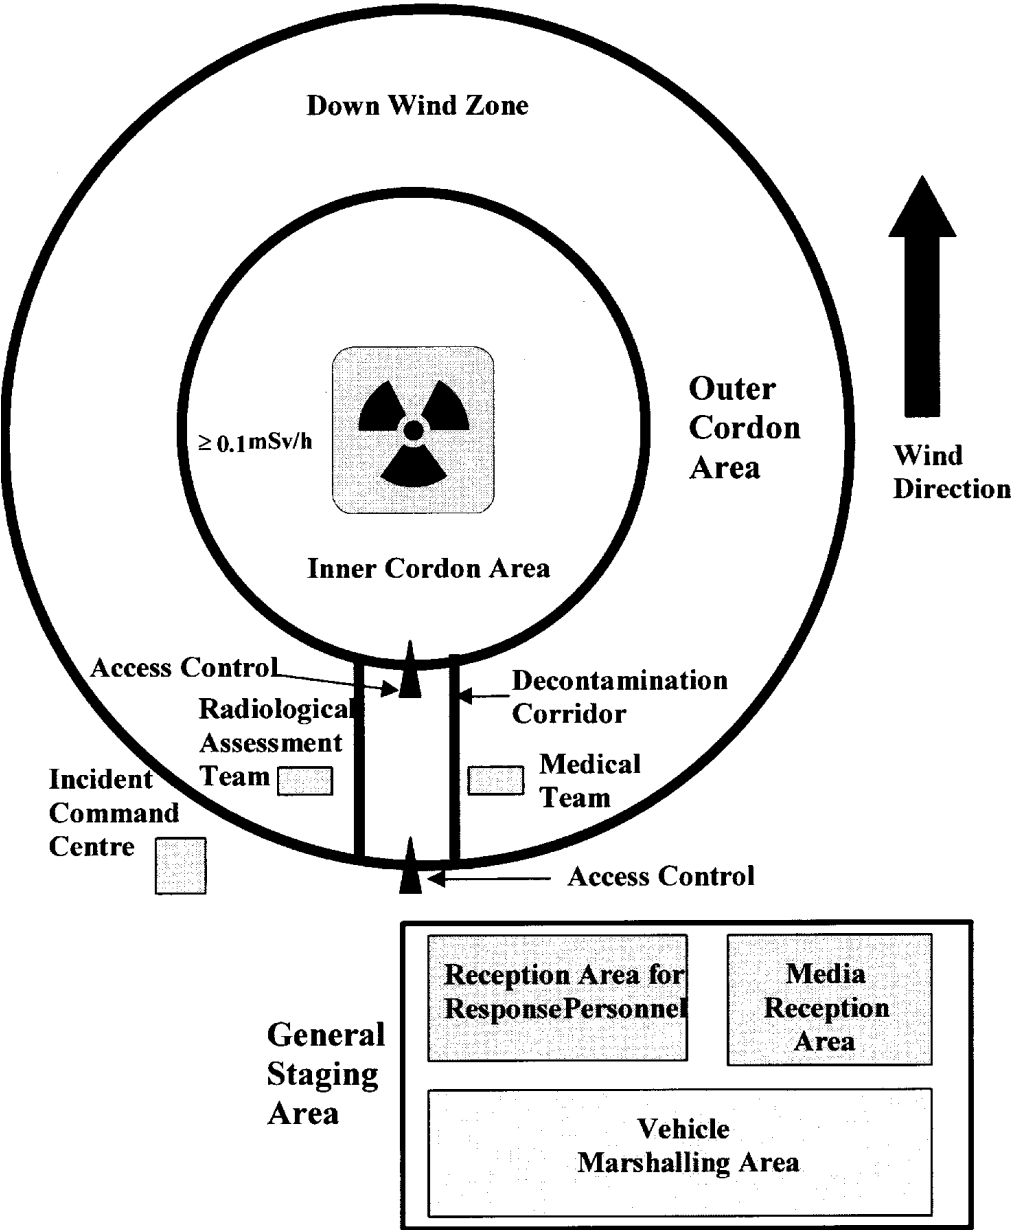 Down Wind Zone
Outer
Cordon
Area
≥ 0.1mSv/h
Wind
Direction
Inner Cordon Area
Access Control
Decontamination
Corridor
Radiological
Assessment
Team
Medical
Team
Incident
Command
Centre
Access Control
General
Staging
Area
Reception Area for
Response Personnel
Media
Reception
Area
Vehicle
Marshalling Area